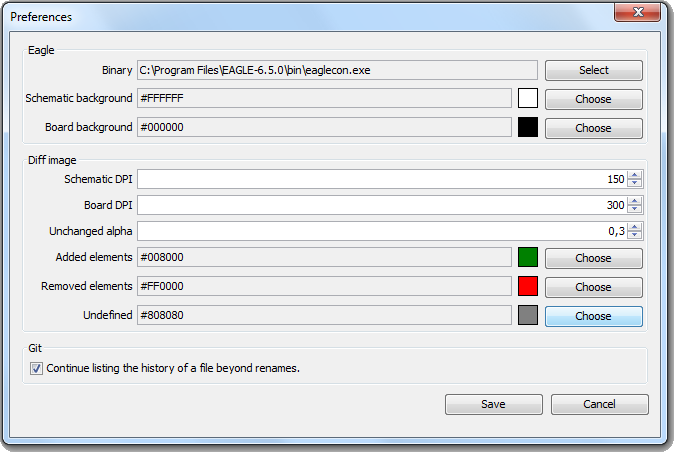 Preferences
Eagle
Binary C:\Program Files\EAGLE-6.5.0\bin\eaglecon.exe Select
Schematic background #FFFFFF Choose
Board background #000000 Choose
Diff image
Schematic DPI 150
Board DPI 300
Unchanged alpha 0,3
Added elements #008000 Choose
Removed elements #FF0000 Choose
Undefined #808080 Choose
Git
Continue listing the history of a file beyond renames.
Save Cancel